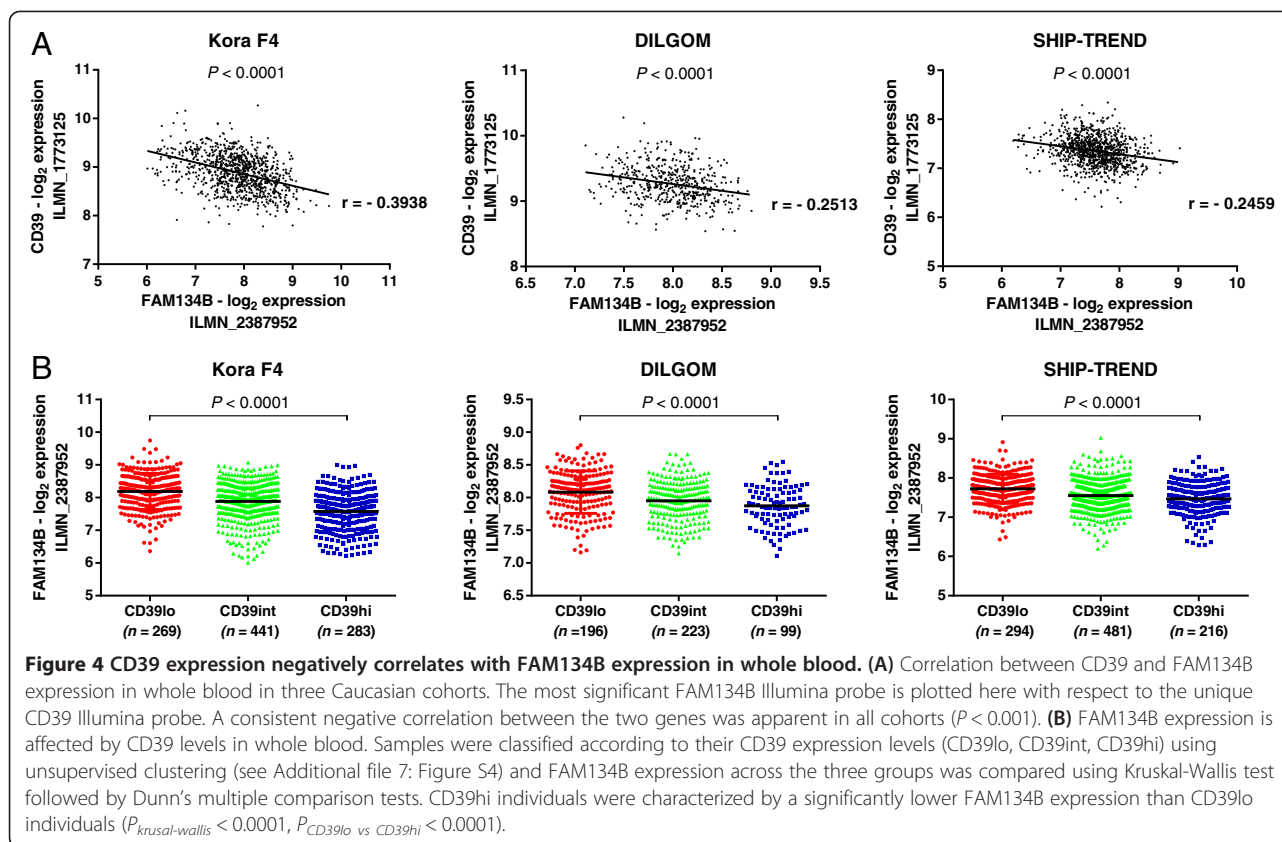 A
Kora F4
DILGOM
SHIP-TREND
P < 0.0001
P < 0.0001
P < 0.0001
CD39 - log2 expression
ILMN_1773125
11
10
9
8
7
5 6 7 8 9 10 11
r = - 0.3938
FAM134B - log2 expression
ILMN_2387952
CD39 - log2 expression
ILMN_1773125
11
10
9
8
6.5 7.0 7.5 8.0 8.5 9.0 9.5
r = - 0.2513
FAM134B - log2 expression
ILMN_2387952
CD39 - log2 expression
ILMN_1773125
9
8
7
6
5
5 6 7 8 9 10
r = - 0.2459
FAM134B - log2 expression
ILMN_2387952
B
Kora F4
DILGOM
SHIP-TREND
P < 0.0001
P < 0.0001
P < 0.0001
FAM134B - log2 expression
ILMN_2387952
11
10
9
8
7
6
5
CD39lo CD39int CD39hi
(n = 269) (n = 441) (n = 283)
FAM134B - log2 expression
ILMN_2387952
9.5
9.0
8.5
8.0
7.5
7.0
6.5
CD39lo CD39int CD39hi
(n =196) (n = 223) (n = 99)
FAM134B - log2 expression
ILMN_2387952
10
9
8
7
6
5
CD39lo CD39int CD39hi
(n = 294) (n = 481) (n = 216)
Figure 4 CD39 expression negatively correlates with FAM134B expression in whole blood. (A) Correlation between CD39 and FAM134B
expression in whole blood in three Caucasian cohorts. The most significant FAM134B Illumina probe is plotted here with respect to the unique
CD39 Illumina probe. A consistent negative correlation between the two genes was apparent in all cohorts (P < 0.001). (B) FAM134B expression is
affected by CD39 levels in whole blood. Samples were classified according to their CD39 expression levels (CD39lo, CD39int, CD39hi) using
unsupervised clustering (see Additional file 7: Figure S4) and FAM134B expression across the three groups was compared using Kruskal-Wallis test
followed by Dunn's multiple comparison tests. CD39hi individuals were characterized by a significantly lower FAM134B expression than CD39lo
individuals (Pkrusal-wallis < 0.0001, PCD39lo vs CD39hi < 0.0001).